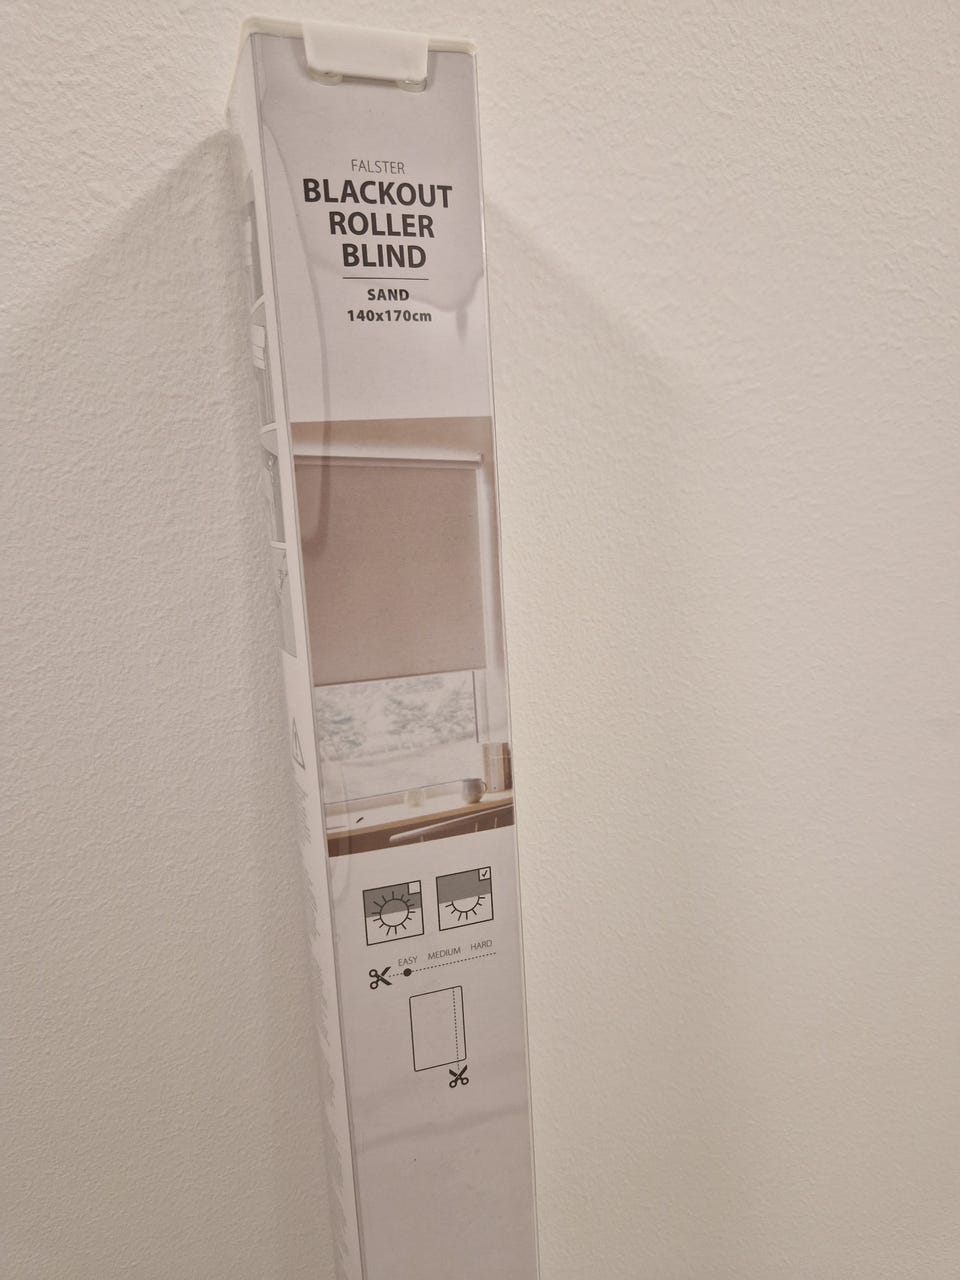 FALSTER
BLACKOUT
ROLLER
BLIND
SAND
140x170cm
EASY MEDIUM HARD